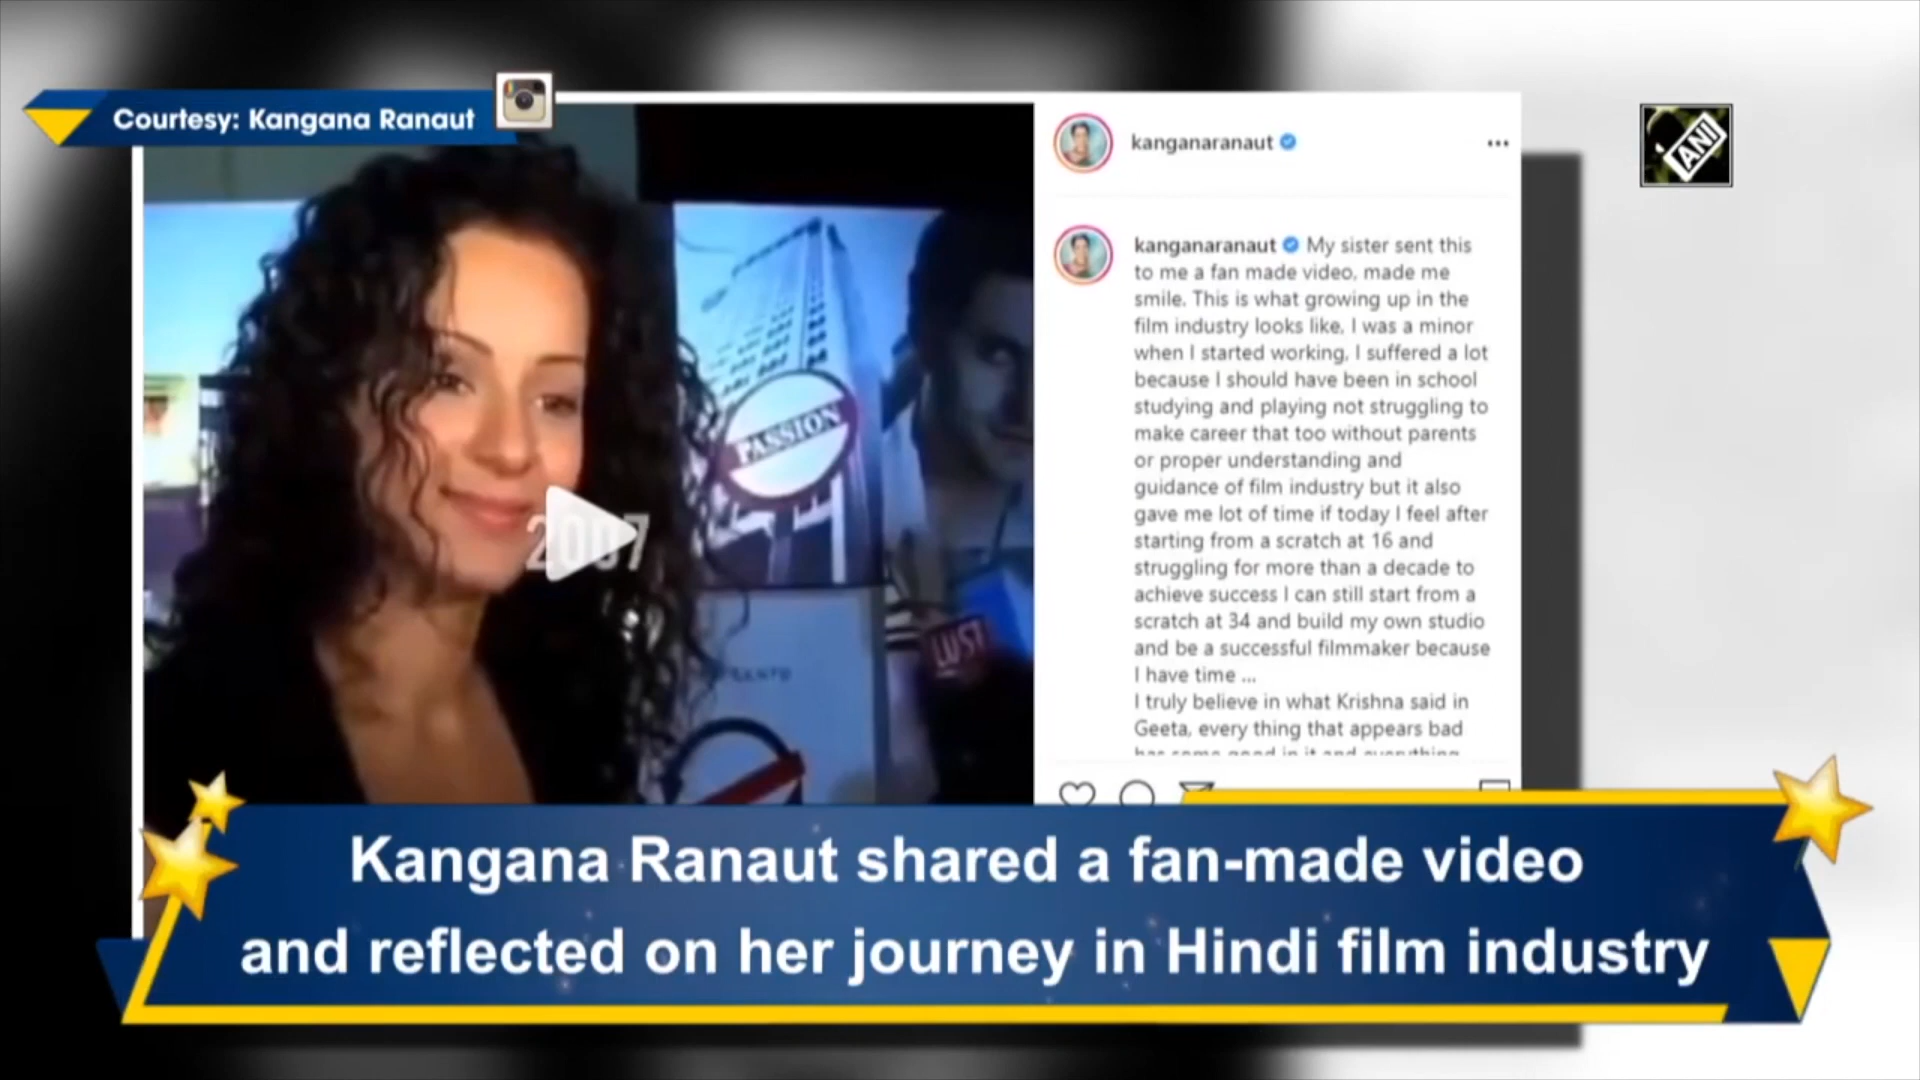 Courtesy: Kangana Ranaut
ANI
kanganaranaut
kanganaranaut My sister sent this
to me a fan made video, made me
smile. This is what growing up in the
film industry looks like, I was a minor
when I started working, I suffered a lot
because I should have been in school
studying and playing not struggling to
make career that too without parents
or proper understanding and
guidance of film industry but it also
gave me lot of time if today I feel after
starting from a scratch at 16 and
struggling for more than a decade to
achieve success I can still start from a
scratch at 34 and build my own studio
and be a successful filmmaker because
I have time ...
I truly believe in what Krishna said in
Geeta, every thing that appears bad
has some good in it and everything
PASSION
2007
LUST
Kangana Ranaut shared a fan-made video
and reflected on her journey in Hindi film industry